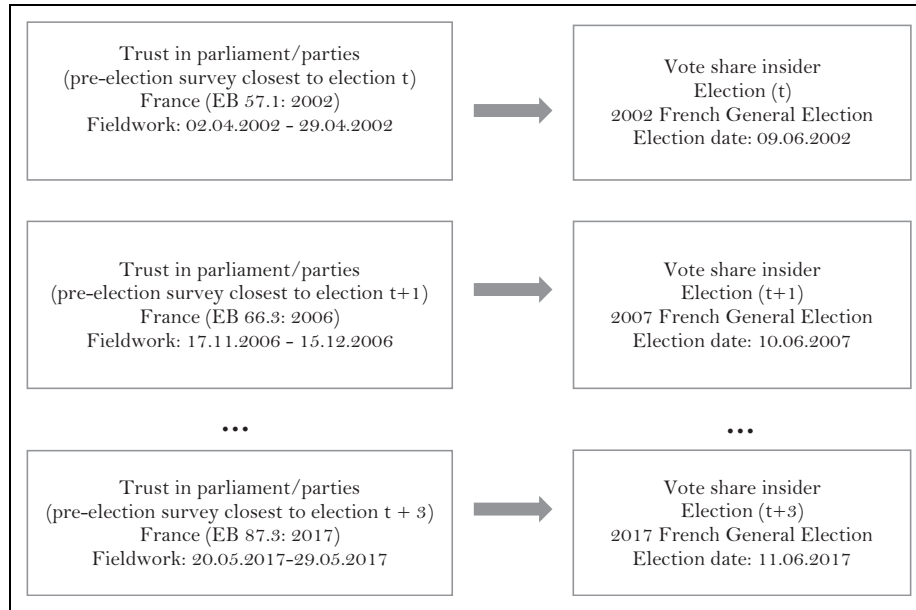 Trust in parliament/parties
(pre-election survey closest to election t)
France (EB 57.1: 2002)
Fieldwork: 02.04.2002 - 29.04.2002
Vote share insider
Election (t)
2002 French General Election
Election date: 09.06.2002
Trust in parliament/parties
(pre-election survey closest to election t+1)
France (EB 66.3: 2006)
Fieldwork: 17.11.2006 - 15.12.2006
Vote share insider
Election (t+1)
2007 French General Election
Election date: 10.06.2007
...
...
Trust in parliament/parties
(pre-election survey closest to election t + 3)
France (EB 87.3: 2017)
Fieldwork: 20.05.2017-29.05.2017
Vote share insider
Election (t+3)
2017 French General Election
Election date: 11.06.2017